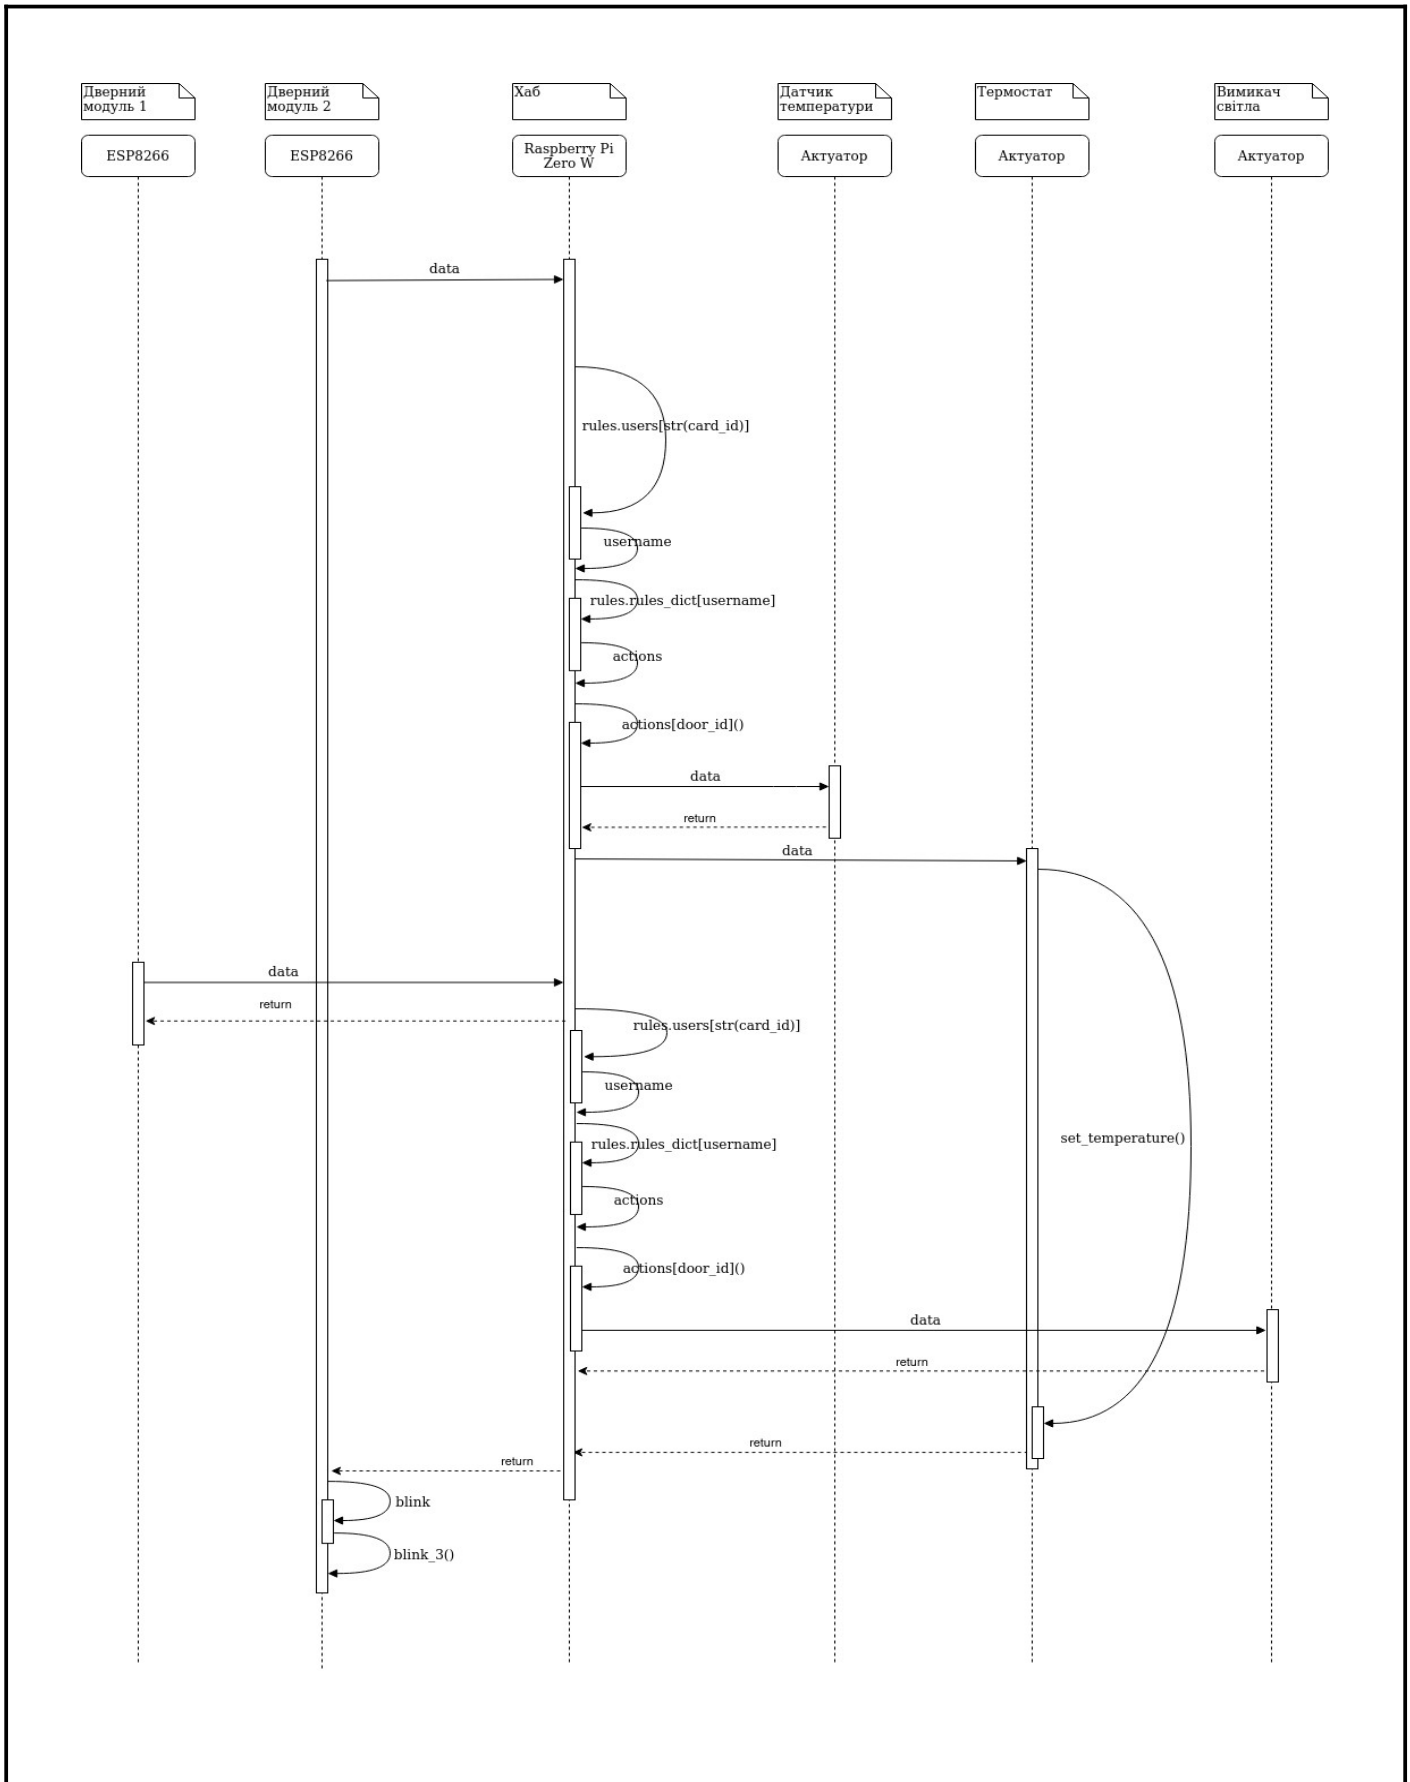 Дверний
модуль 1
Дверний
модуль 2
Хаб
Датчик
температури
Термостат
Вимикач
світла
ESP8266
ESP8266
Raspberry Pi
Zero W
Актуатор
Актуатор
Актуатор
data
rules.users[str(card_id)]
username
rules.rules_dict[username]
actions
actions[door_id]()
data
return
data
data
return
rules.users[str(card_id)]
username
set_temperature()
rules.rules_dict[username]
actions
actions[door_id]()
data
return
return
return
blink
blink_3()